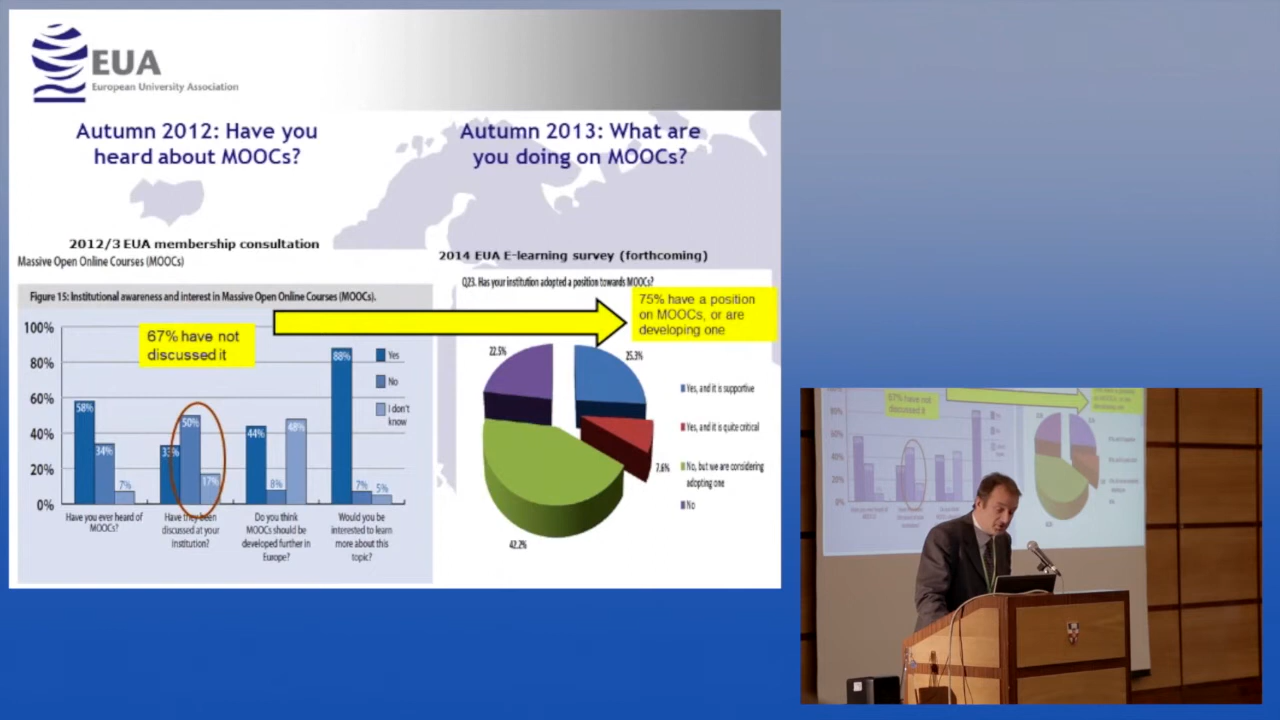 EUA
European University Association
Autumn 2012: Have you
heard about MOOCs?
Autumn 2013: What are
you doing on MOOCs?
2012/3 EUA membership consultation
Massive Open Online Courses (MOOC)
2014 EUA E-learning survey (forthcoming)
Figure 15: Institutional awareness and interest in Massive Open Online Courses (MOOCs).
67% have not
discussed it
100%
80%
60%
40%
20%
0%
58%
34%
7%
33%
50%
17%
44%
8%
48%
88%
7%
5%
Yes
No
I don't
know
Have you ever heard of
MOOCs?
Have they been
discussed at your
institution?
Do you think
MOOCs should be
developed further in
Europe?
Would you be
interested to learn
more about this
topic?
Q23. Has your institution adopted a position towards MOOCs?
75% have a position
on MOOCs, or are
developing one
22.5%
25.3%
7.6%
42.2%
Yes, and it is supportive
Yes, and it is quite critical
No, but we are considering
adopting one
No
67% have not
discussed it